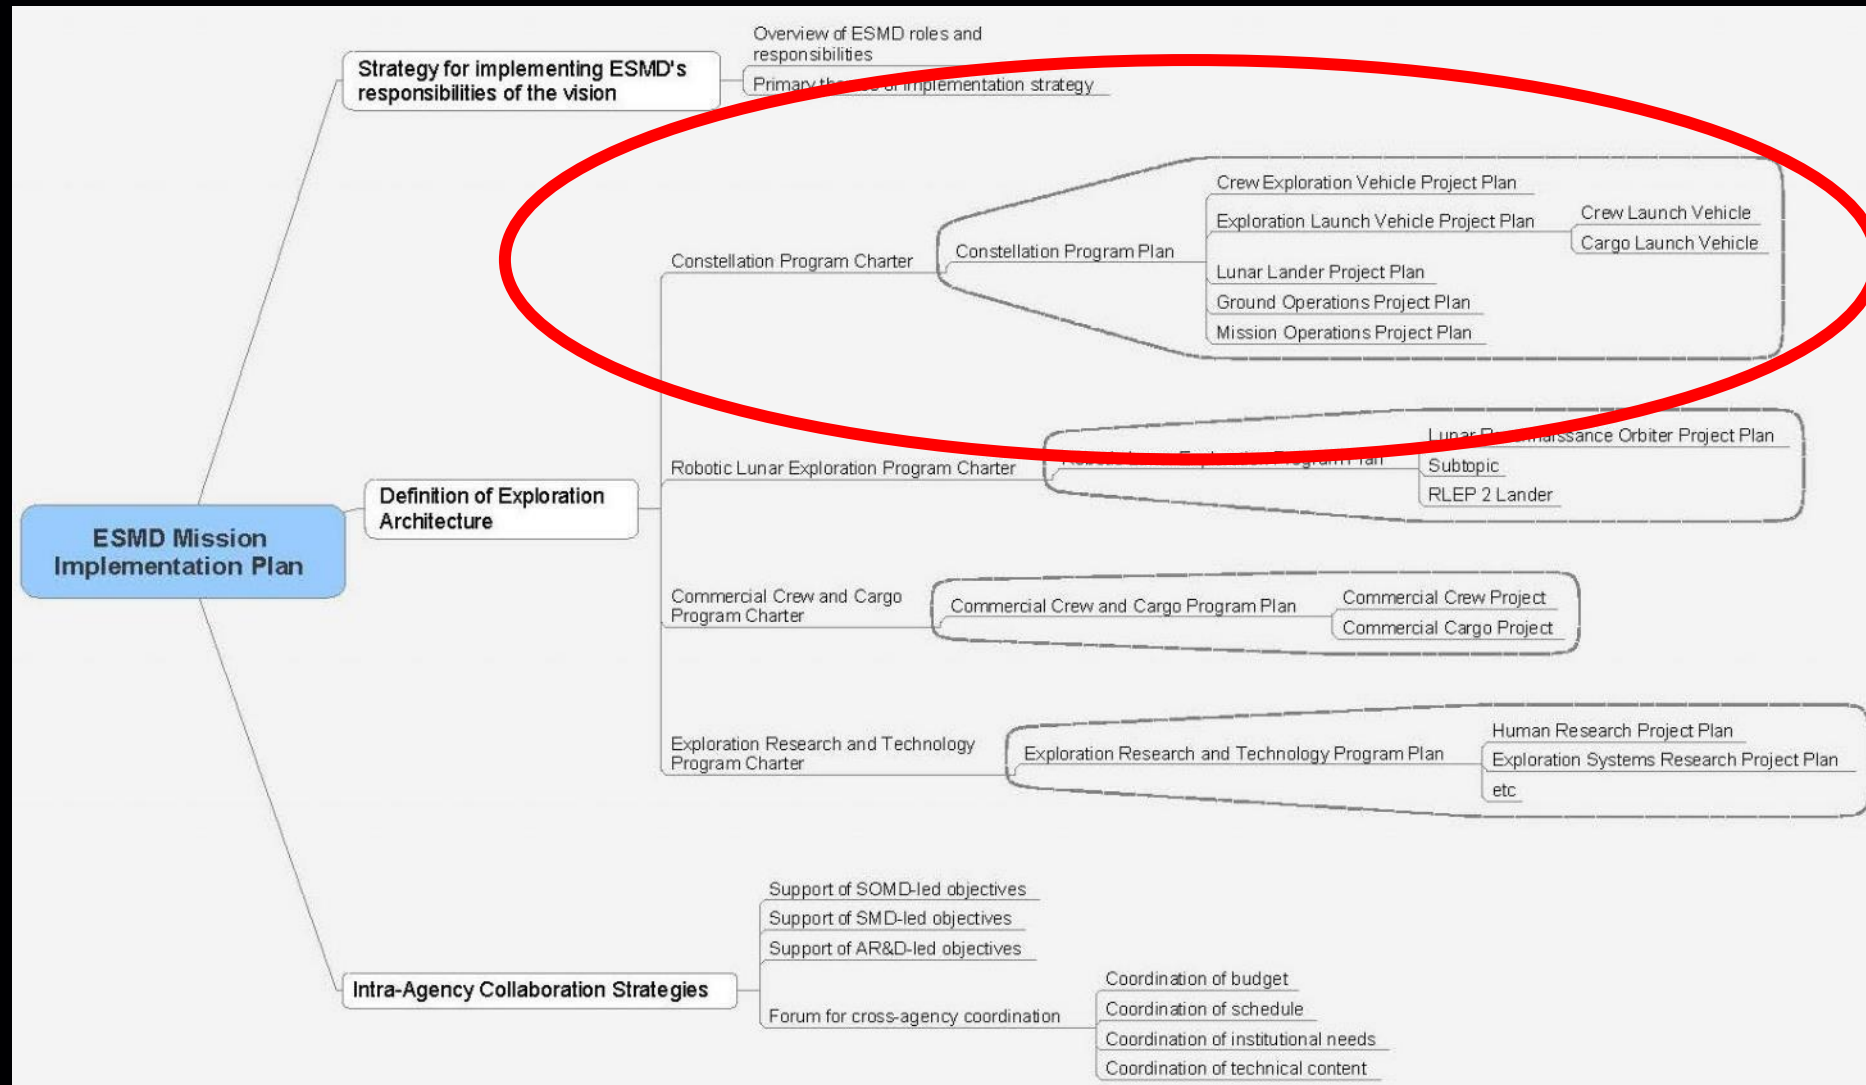 Overview of ESMD roles and
responsibilities
Strategy for implementing ESMD's
responsibilities of the vision
Primary of implementation strategy
Crew Exploration Vehicle Project Plan
Exploration Launch Vehicle Project Plan
Crew Launch Vehicle
Cargo Launch Vehicle
Constellation Program Charter
Constellation Program Plan
Lunar Lander Project Plan
Ground Operations Project Plan
Mission Operations Project Plan
Lunar Reconnaissance Orbiter Project Plan
Robotic Lunar Exploration Program Charter
Robotic Lunar Exploration Program Plan
Subtopic
RLEP 2 Lander
Definition of Exploration
Architecture
ESMD Mission
Implementation Plan
Commercial Crew and Cargo
Program Charter
Commercial Crew and Cargo Program Plan
Commercial Crew Project
Commercial Cargo Project
Exploration Research and Technology
Program Charter
Exploration Research and Technology Program Plan
Human Research Project Plan
Exploration Systems Research Project Plan
etc
Support of SOMD-led objectives
Support of SMD-led objectives
Support of AR&D-led objectives
Intra-Agency Collaboration Strategies
Forum for cross-agency coordination
Coordination of budget
Coordination of schedule
Coordination of institutional needs
Coordination of technical content